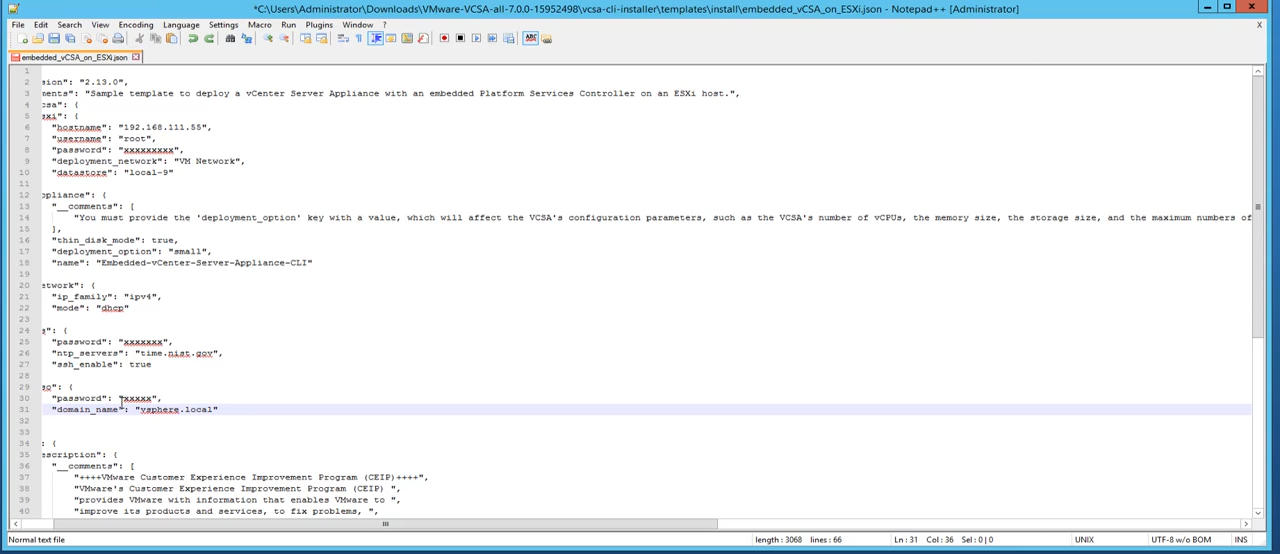 *C:\Users\Administrator\Downloads\VMware-VCSA-all-7.0.0-15952498\vcsa-cli-installer\templates\install\embedded_vCSA_on_ESXi.json - Notepad++ [Administrator]
File Edit Search View Encoding Language Settings Macro Run Plugins Window ? X
embedded_vCSA_on_ESXi.json
1
2 sion": "2.13.0",
3 ments": "Sample template to deploy a vCenter Server Appliance with an embedded Platform Services Controller on an ESXi host.",
4 csa": {
5 sxi": {
6 "hostname": "192.168.111.55",
7 "username": "root",
8 "password": "xxxxxxxxx",
9 "deployment_network": "VM Network",
10 "datastore": "local-9"
11
12 ppliance": {
13 "__comments": [
14 "You must provide the 'deployment_option' key with a value, which will affect the VCSA's configuration parameters, such as the VCSA's number of vCPUs, the memory size, the storage size, and the maximum numbers of
15 ],
16 "thin_disk_mode": true,
17 "deployment_option": "small",
18 "name": "Embedded-vCenter-Server-Appliance-CLI"
19
20 etwork": {
21 "ip_family": "ipv4",
22 "mode": "dhcp"
23
24 s": {
25 "password": "xxxxxxx",
26 "ntp_servers": "time.nist.gov",
27 "ssh_enable": true
28
29 so": {
30 "password": "xxxxx",
31 "domain_name": "vsphere.local"
32
33
34 : {
35 escription": {
36 "__comments": [
37 "++++VMware Customer Experience Improvement Program (CEIP)++++",
38 "VMware's Customer Experience Improvement Program (CEIP) ",
39 "provides VMware with information that enables VMware to ",
40 "improve its products and services, to fix problems, ",
Normal text file length : 3068 lines : 66 Ln : 31 Col : 36 Sel : 0 | 0 UNIX UTF-8 w/o BOM INS